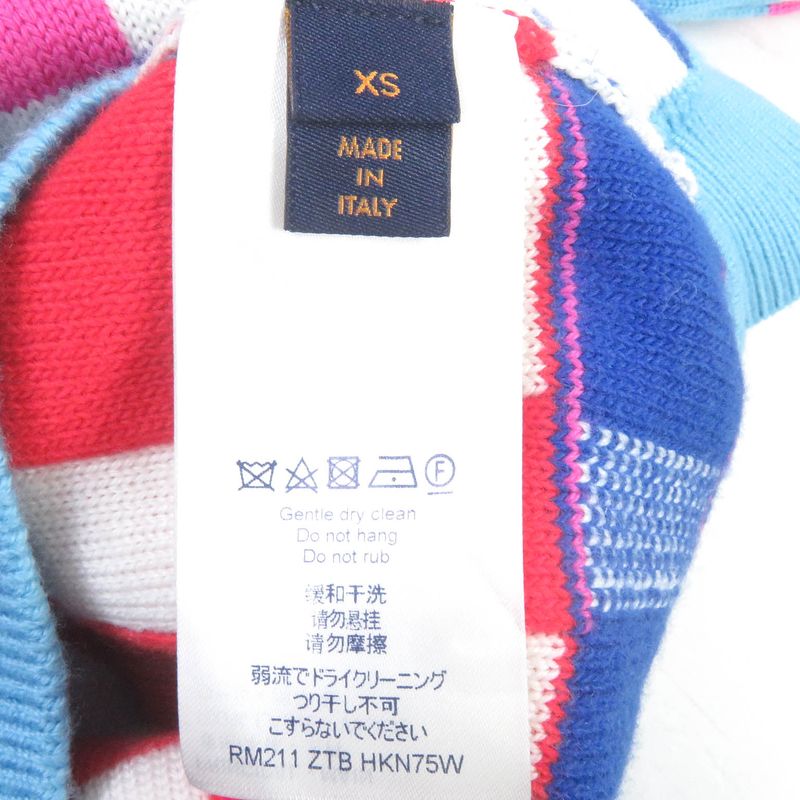 XS
MADE
IN
ITALY
F
Gentle dry clean
Do not hang
Do not rub
缓和干洗
请勿悬挂
请勿摩擦
弱流でドライクリーニング
つり干し不可
こすらないでください
RM211 ZTB HKN75W